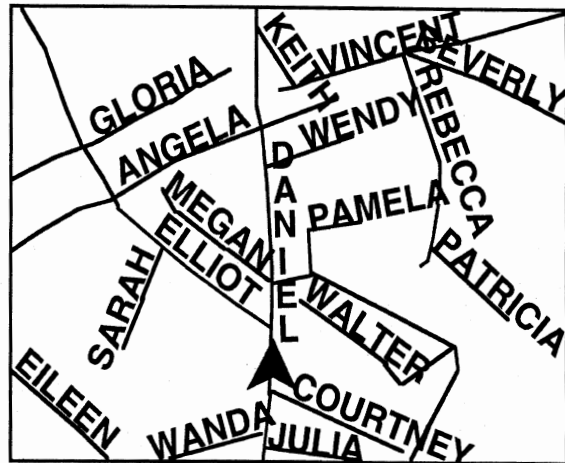 KEITH
VINCENT
BEVERLY
GLORIA
REBECCA
ANGELA
WENDY
DANIEL
MEGAN
PAMELA
ELLIOT
SARAH
PATRICIA
WALTER
EILEEN
COURTNEY
WANDA
JULIA